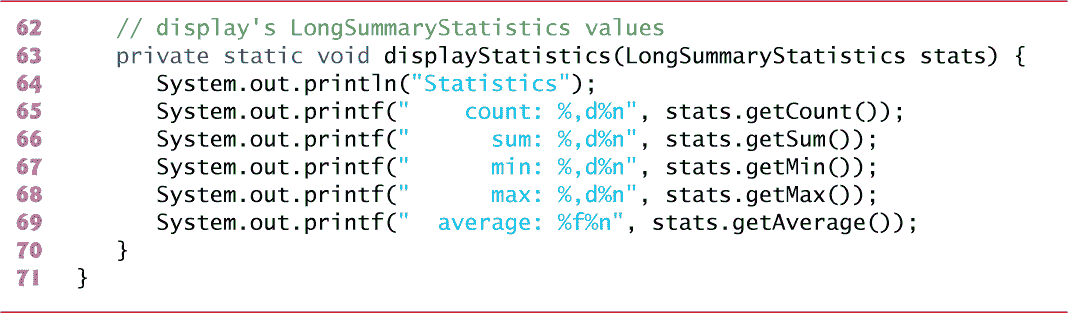 62 // display's LongSummaryStatistics values
63 private static void displayStatistics(LongSummaryStatistics stats) {
64 System.out.println("Statistics");
65 System.out.printf("    count: %,d%n", stats.getCount());
66 System.out.printf("      sum: %,d%n", stats.getSum());
67 System.out.printf("      min: %,d%n", stats.getMin());
68 System.out.printf("      max: %,d%n", stats.getMax());
69 System.out.printf("  average: %f%n", stats.getAverage());
70 }
71 }